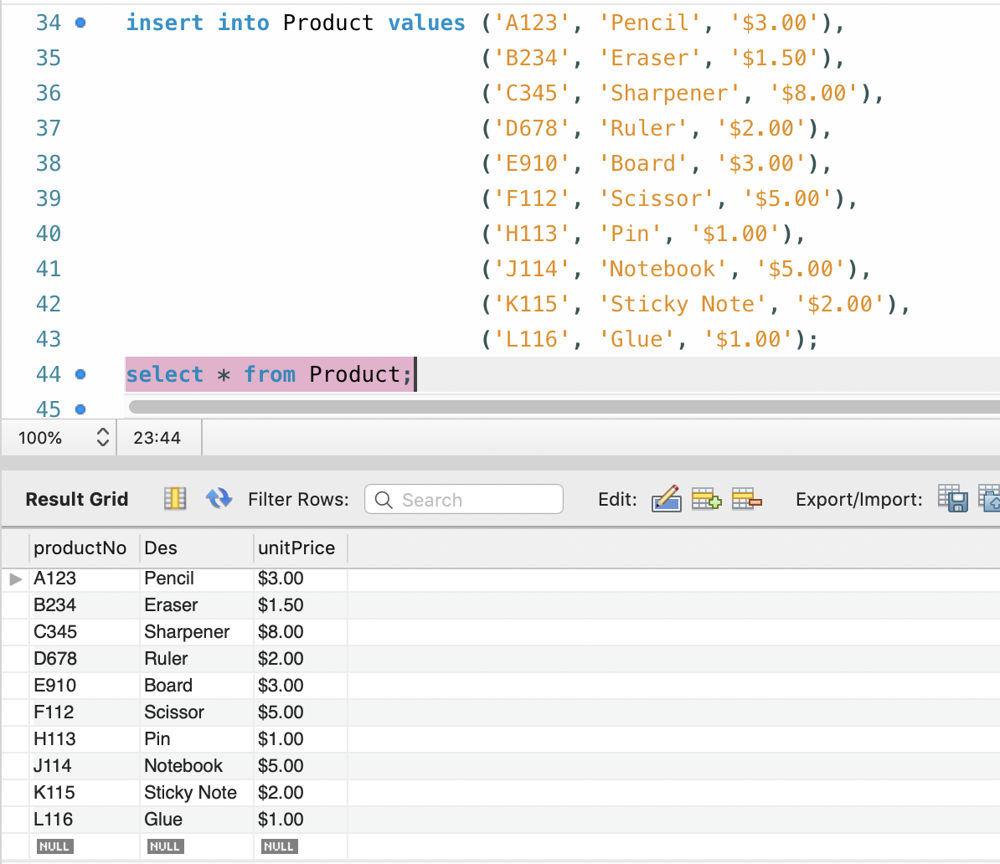 34 insert into Product values ('A123', 'Pencil', '$3.00'),
35 ('B234', 'Eraser', '$1.50'),
36 ('C345', 'Sharpener', '$8.00'),
37 ('D678', 'Ruler', '$2.00'),
38 ('E910', 'Board', '$3.00'),
39 ('F112', 'Scissor', '$5.00'),
40 ('H113', 'Pin', '$1.00'),
41 ('J114', 'Notebook', '$5.00'),
42 ('K115', 'Sticky Note', '$2.00'),
43 ('L116', 'Glue', '$1.00');
44 select * from Product;
45
100% 23:44
Result Grid Filter Rows: Search Edit: Export/Import:
productNo Des unitPrice
A123 Pencil $3.00
B234 Eraser $1.50
C345 Sharpener $8.00
D678 Ruler $2.00
E910 Board $3.00
F112 Scissor $5.00
H113 Pin $1.00
J114 Notebook $5.00
K115 Sticky Note $2.00
L116 Glue $1.00
NULL NULL NULL